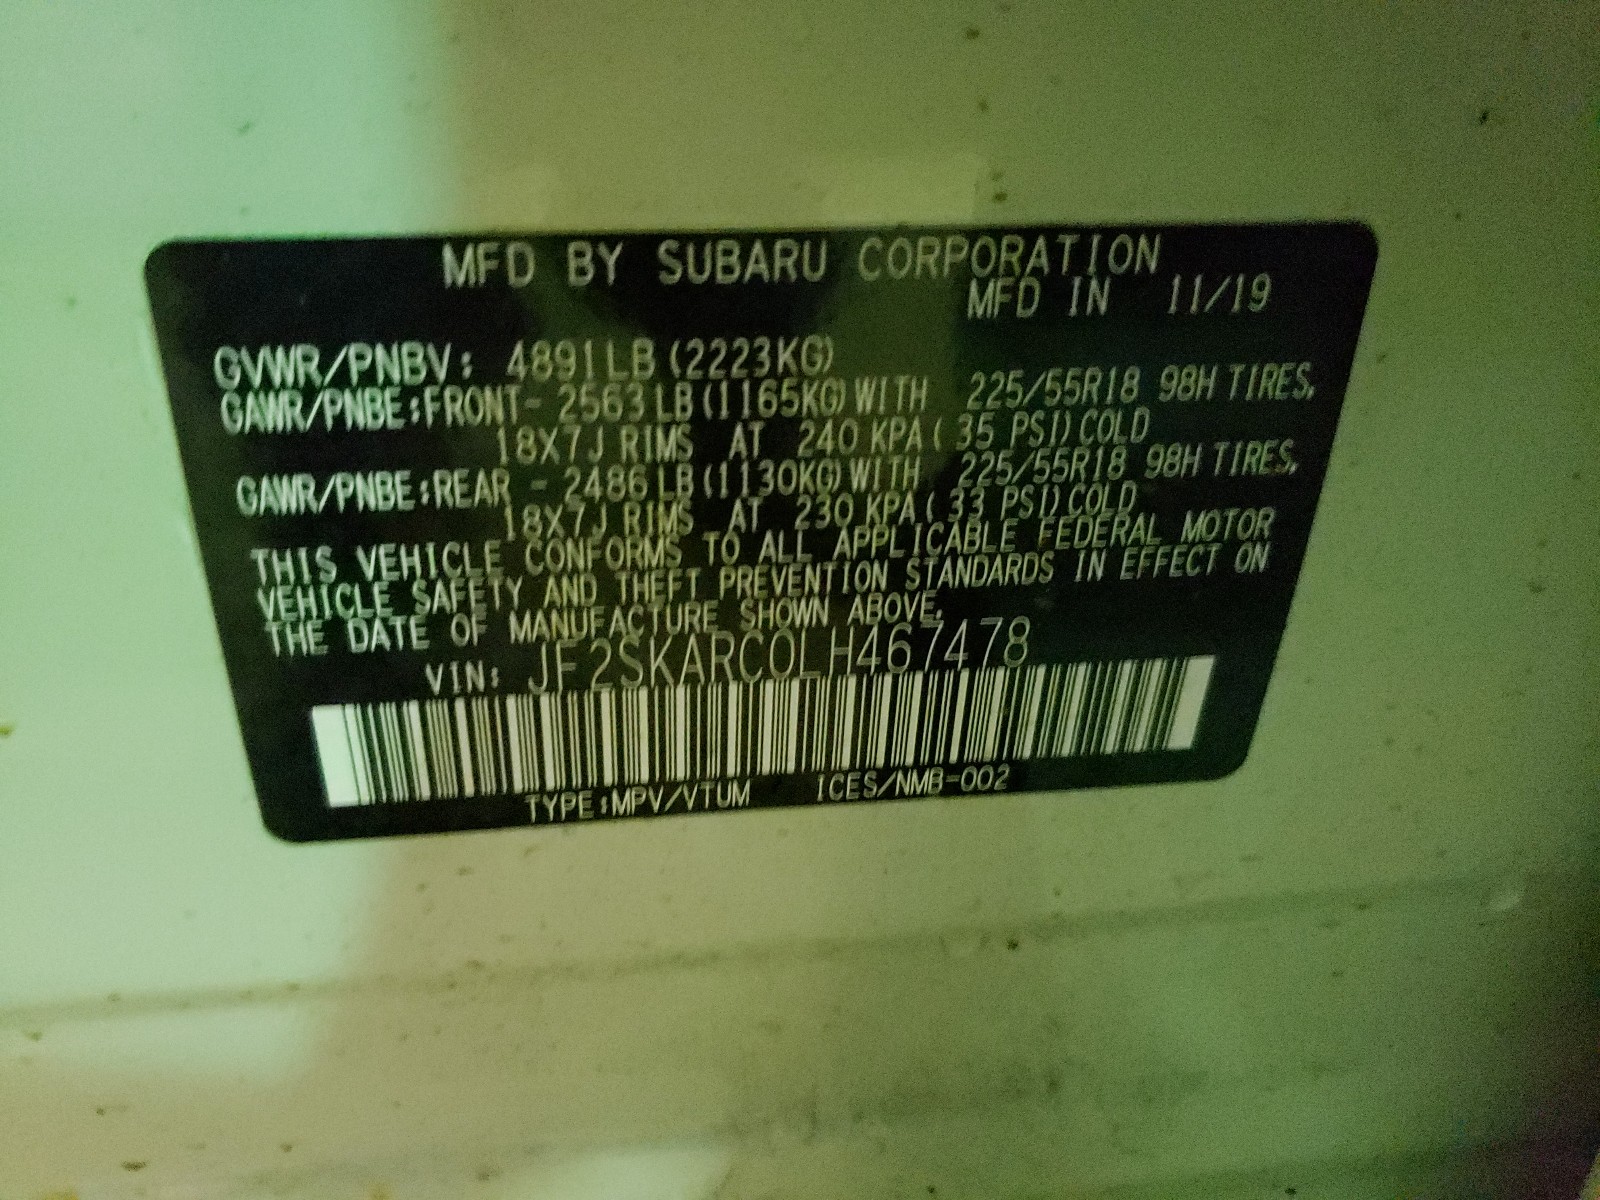 MFD BY SUBARU CORPORATION
MFD IN 11/19
GVWR/PNBV: 4891LB (2223KG)
GAWR/PNBE:FRONT- 2563LB (1165KG) WITH 225/55R18 98H TIRES,
18X7J RIMS AT 240 KPA ( 35 PSI) COLD
GAWR/PNBE:REAR - 2486LB (1130KG) WITH 225/55R18 98H TIRES,
18X7J RIMS AT 230 KPA ( 33 PSI) COLD
THIS VEHICLE CONFORMS TO ALL APPLICABLE FEDERAL MOTOR
VEHICLE SAFETY AND THEFT PREVENTION STANDARDS IN EFFECT ON
THE DATE OF MANUFACTURE SHOWN ABOVE.
VIN: JF2SKARC0LH467478
TYPE:MPV/VTUM ICES/NMB-002